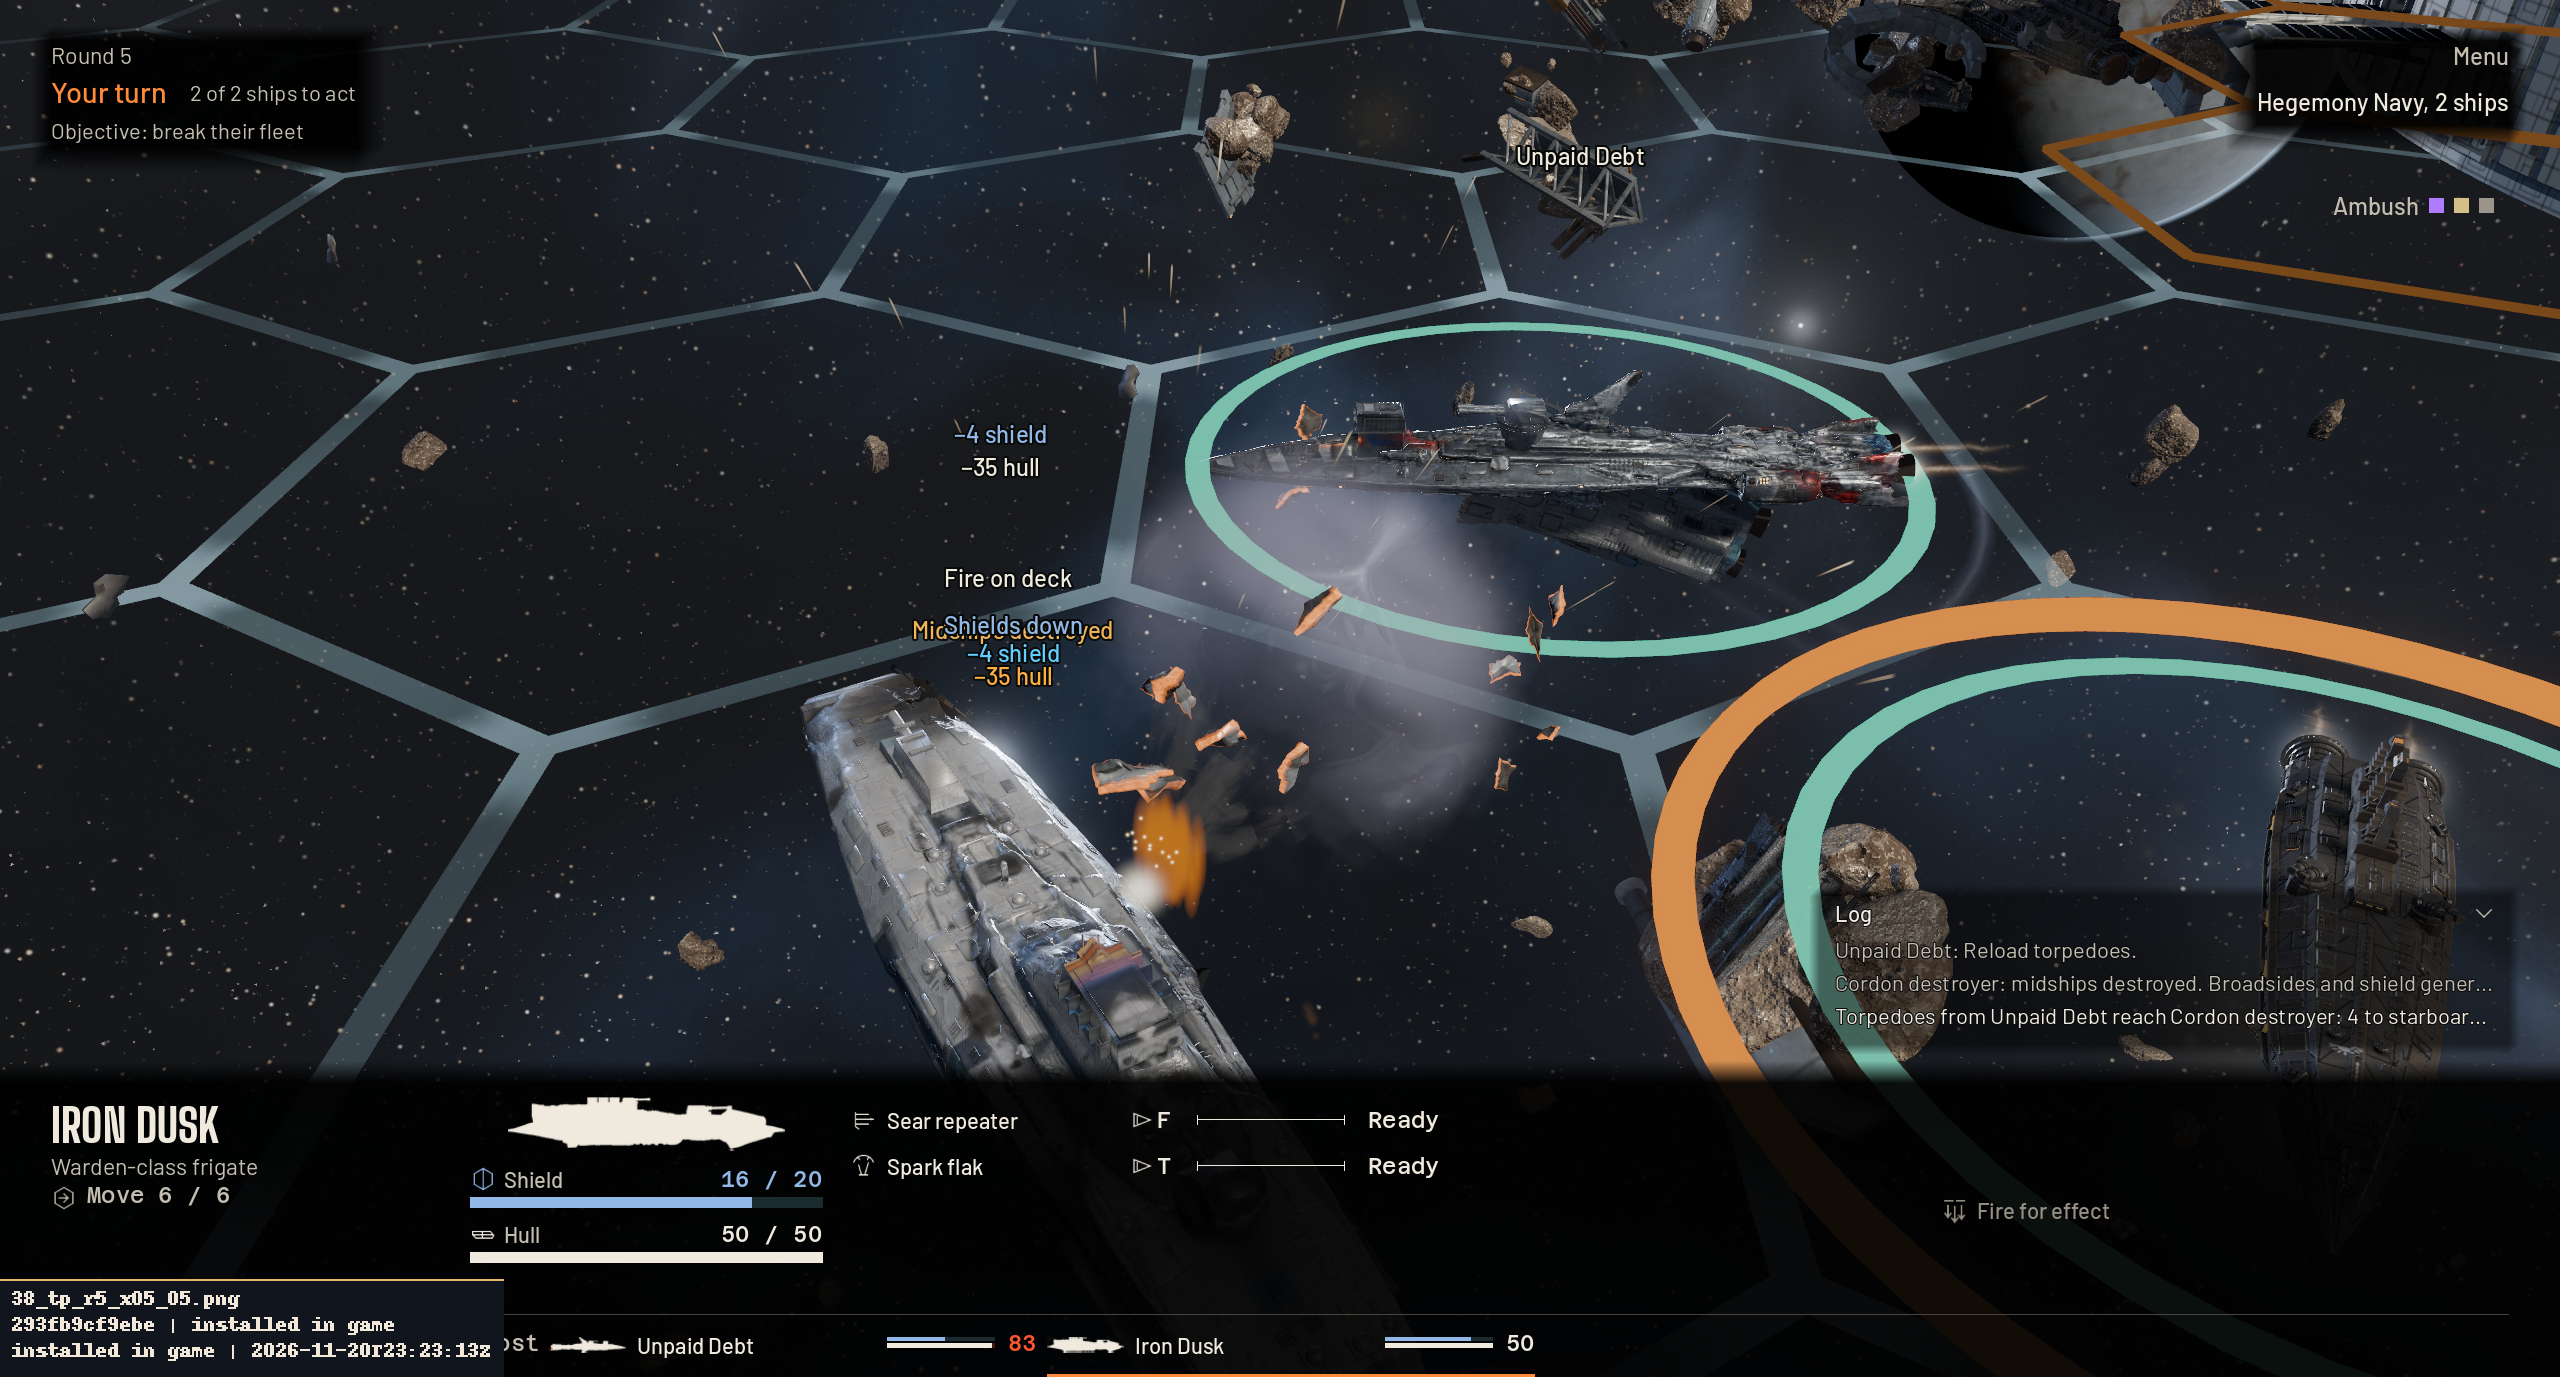 Round 5
Your turn 2 of 2 ships to act
Objective: break their fleet
Menu
Hegemony Navy, 2 ships
Ambush
Unpaid Debt
−4 shield
−35 hull
Fire on deck
Shields down
Midships destroyed
−4 shield
−35 hull
Log
Unpaid Debt: Reload torpedoes.
Cordon destroyer: midships destroyed. Broadsides and shield gener...
Torpedoes from Unpaid Debt reach Cordon destroyer: 4 to starboar...
IRON DUSK
Warden-class frigate
Move 6 / 6
Shield 16 / 20
Hull 50 / 50
Sear repeater F Ready
Spark flak T Ready
Fire for effect
38_tp_r5_x05_05.png
293fb9cf9ebe | installed in game
installed in game | 2026-11-20T23:23:13Z
ost Unpaid Debt 83 Iron Dusk 50